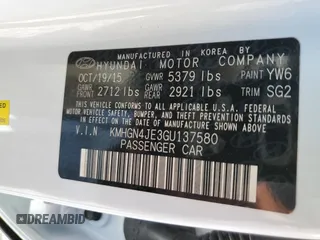 MANUFACTURED IN KOREA BY
HYUNDAI MOTOR COMPANY
OCT/19/15 GVWR 5379 lbs PAINT YW6
GAWR FRONT 2712 lbs GAWR REAR 2921 lbs TRIM SG2
THIS VEHICLE CONFORMS TO ALL APPLICABLE U.S. FEDERAL
MOTOR VEHICLE SAFETY, BUMPER, AND THEFT PREVENTION
STANDARDS IN EFFECT ON THE DATE OF MANUFACTURE SHOWN ABOVE.
V.I.N KMHGN4JE3GU137580
PASSENGER CAR
DREAMBID